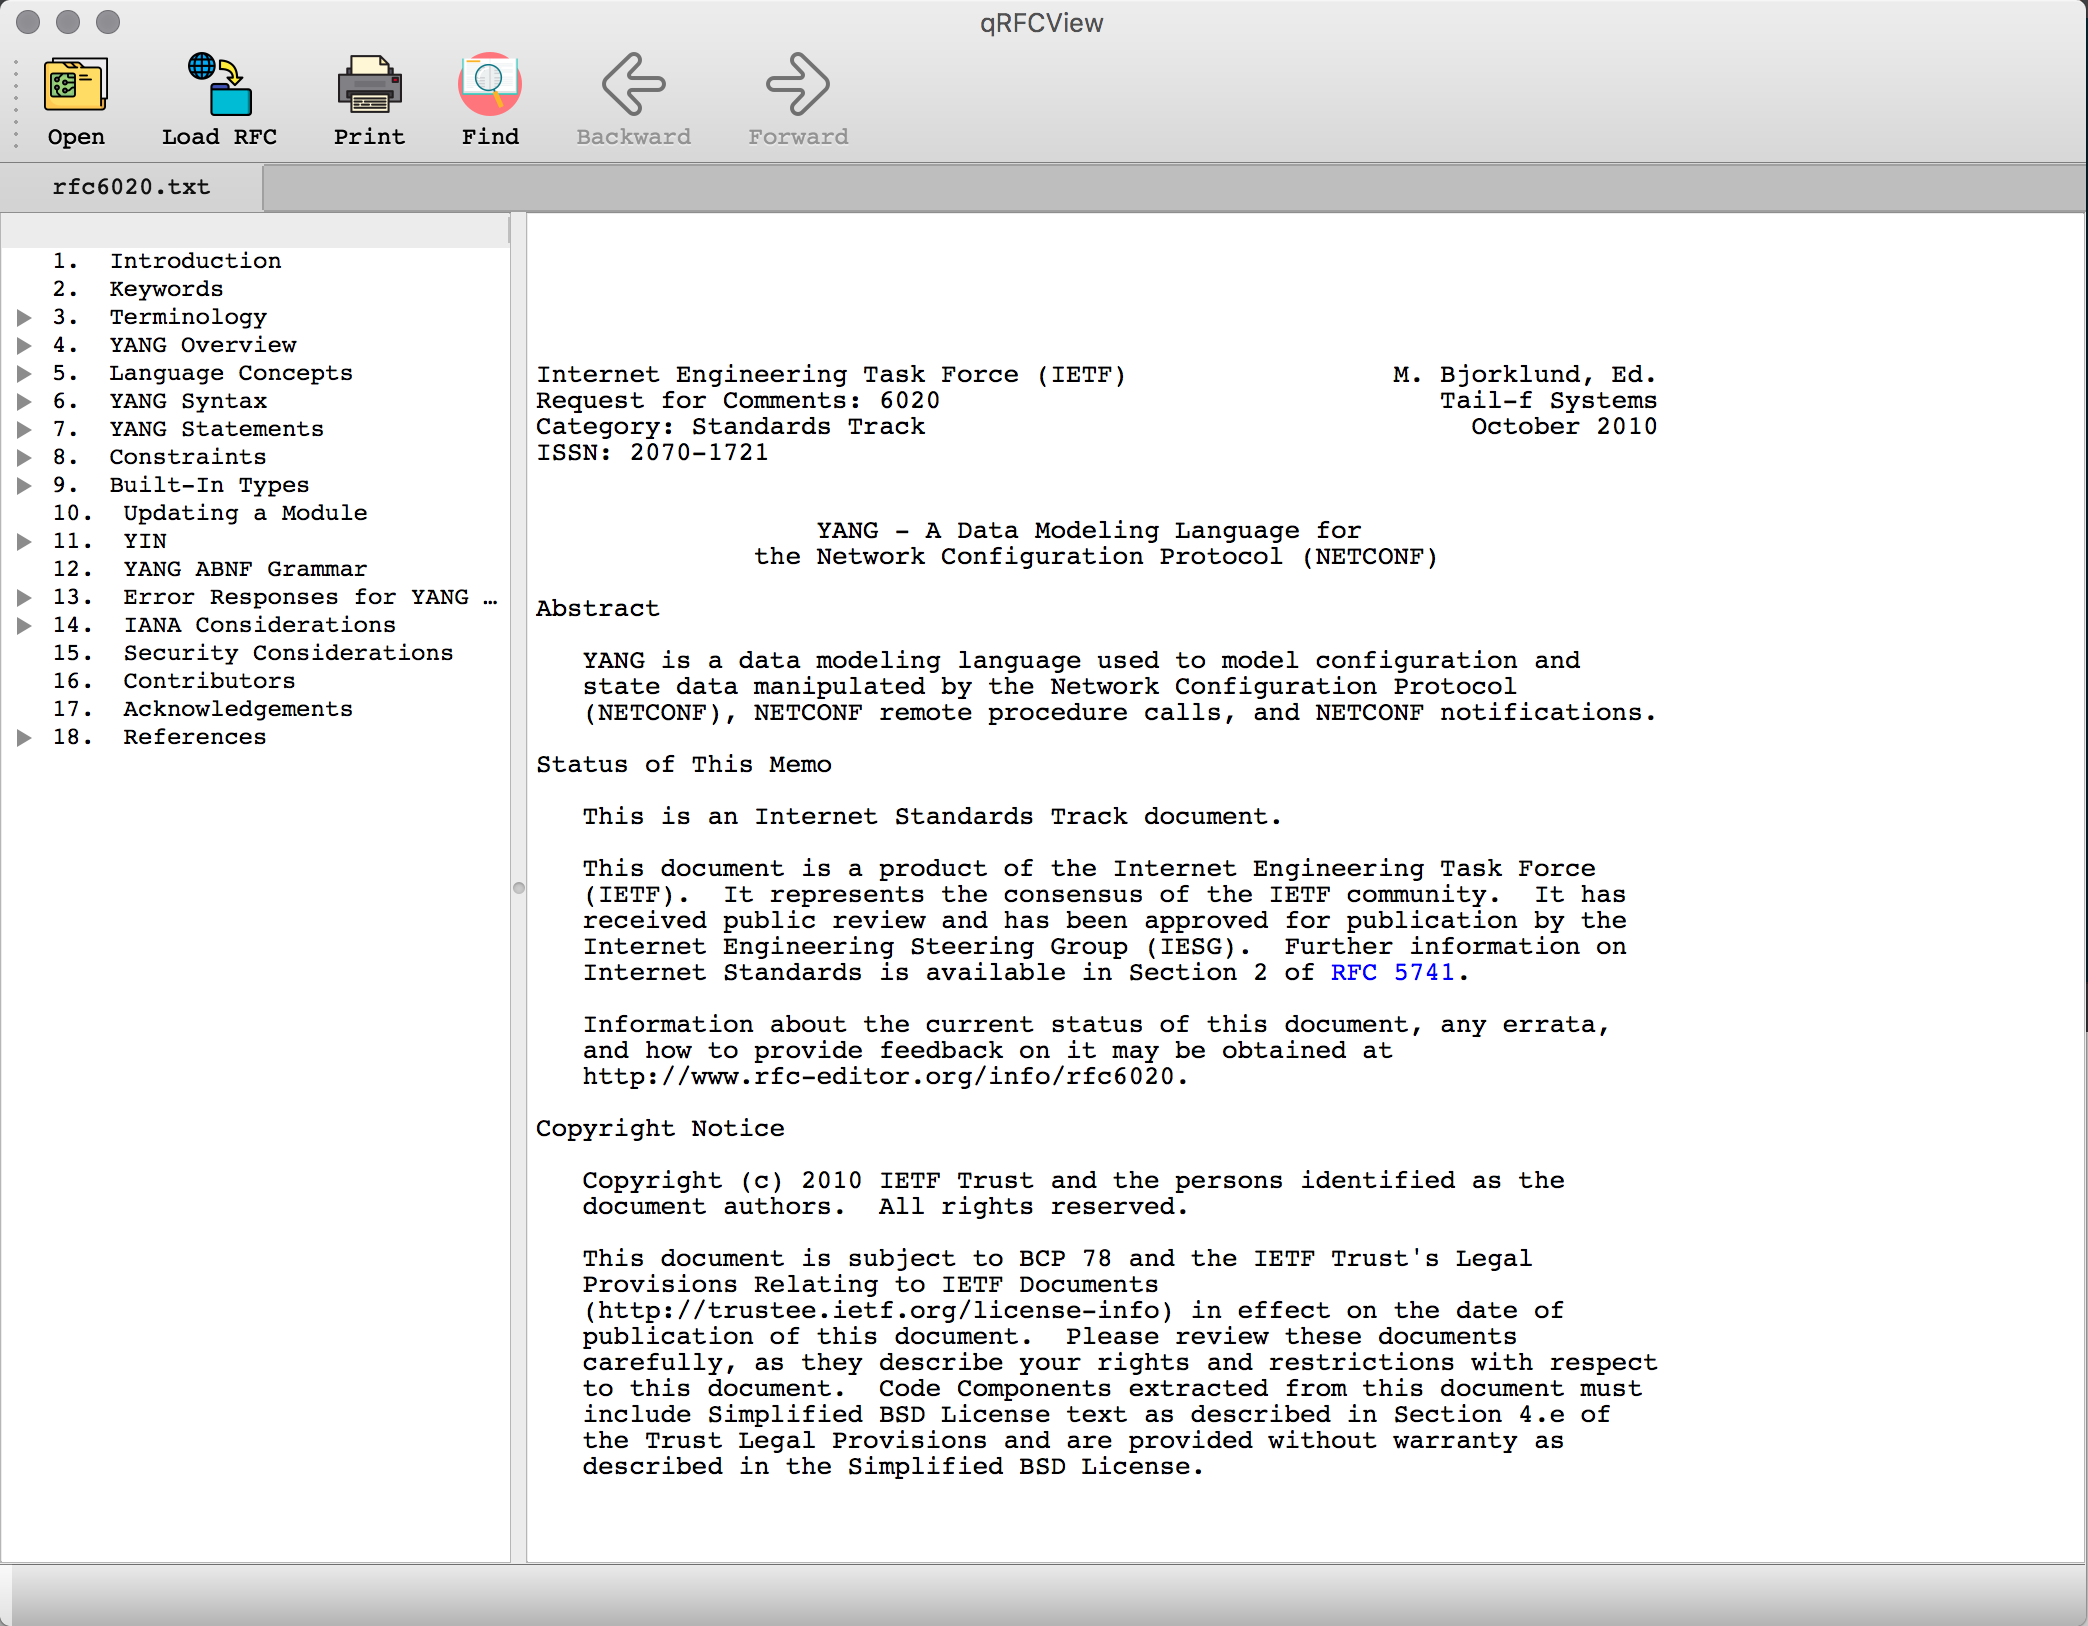 qRFCView
Open
Load RFC
Print
Find
Backward
Forward
rfc6020.txt
1. Introduction
2. Keywords
3. Terminology
4. YANG Overview
5. Language Concepts
6. YANG Syntax
7. YANG Statements
8. Constraints
9. Built-In Types
10. Updating a Module
11. YIN
12. YANG ABNF Grammar
13. Error Responses for YANG …
14. IANA Considerations
15. Security Considerations
16. Contributors
17. Acknowledgements
18. References
Internet Engineering Task Force (IETF) M. Bjorklund, Ed.
Request for Comments: 6020 Tail-f Systems
Category: Standards Track October 2010
ISSN: 2070-1721
YANG - A Data Modeling Language for
the Network Configuration Protocol (NETCONF)
Abstract
YANG is a data modeling language used to model configuration and
state data manipulated by the Network Configuration Protocol
(NETCONF), NETCONF remote procedure calls, and NETCONF notifications.
Status of This Memo
This is an Internet Standards Track document.
This document is a product of the Internet Engineering Task Force
(IETF). It represents the consensus of the IETF community. It has
received public review and has been approved for publication by the
Internet Engineering Steering Group (IESG). Further information on
Internet Standards is available in Section 2 of RFC 5741.
Information about the current status of this document, any errata,
and how to provide feedback on it may be obtained at
http://www.rfc-editor.org/info/rfc6020.
Copyright Notice
Copyright (c) 2010 IETF Trust and the persons identified as the
document authors. All rights reserved.
This document is subject to BCP 78 and the IETF Trust's Legal
Provisions Relating to IETF Documents
(http://trustee.ietf.org/license-info) in effect on the date of
publication of this document. Please review these documents
carefully, as they describe your rights and restrictions with respect
to this document. Code Components extracted from this document must
include Simplified BSD License text as described in Section 4.e of
the Trust Legal Provisions and are provided without warranty as
described in the Simplified BSD License.